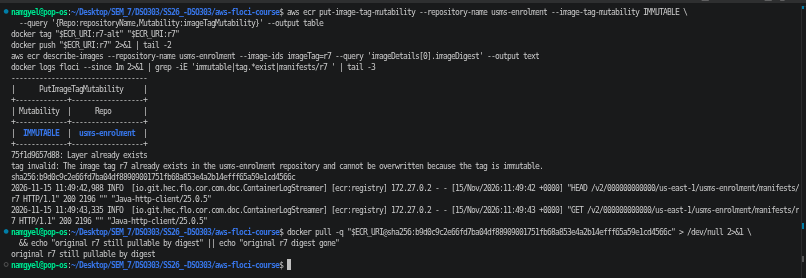 namgyel@pop-os:~/Desktop/SEM_7/DSO303/SS26_-DSO303/aws-floci-course$ aws ecr put-image-tag-mutability --repository-name usms-enrolment --image-tag-mutability IMMUTABLE \
--query '{Repo:repositoryName,Mutability:imageTagMutability}' --output table
docker tag "$ECR_URI:r7-alt" "$ECR_URI:r7"
docker push "$ECR_URI:r7" 2>&1 | tail -2
aws ecr describe-images --repository-name usms-enrolment --image-ids imageTag=r7 --query 'imageDetails[0].imageDigest' --output text
docker logs floci --since 1m 2>&1 | grep -iE 'immutable|tag.*exist|manifests/r7 ' | tail -3
----------------------------------
|      PutImageTagMutability     |
+-------------+------------------+
| Mutability  |      Repo        |
+-------------+------------------+
|  IMMUTABLE  |  usms-enrolment  |
+-------------+------------------+
75f1d9657d88: Layer already exists
tag invalid: The image tag r7 already exists in the usms-enrolment repository and cannot be overwritten because the tag is immutable.
sha256:b9d0c9c2e66fd7ba04df88909001751fb68a853e4a2b14efff65a59e1cd4566c
2026-11-15 11:49:42,988 INFO  [io.git.hec.flo.cor.com.doc.ContainerLogStreamer] [ecr:registry] 172.27.0.2 - - [15/Nov/2026:11:49:42 +0000] "HEAD /v2/000000000000/us-east-1/usms-enrolment/manifests/
r7 HTTP/1.1" 200 2196 "" "Java-http-client/25.0.5"
2026-11-15 11:49:43,335 INFO  [io.git.hec.flo.cor.com.doc.ContainerLogStreamer] [ecr:registry] 172.27.0.2 - - [15/Nov/2026:11:49:43 +0000] "GET /v2/000000000000/us-east-1/usms-enrolment/manifests/r
7 HTTP/1.1" 200 2196 "" "Java-http-client/25.0.5"
namgyel@pop-os:~/Desktop/SEM_7/DSO303/SS26_-DSO303/aws-floci-course$ docker pull -q "$ECR_URI@sha256:b9d0c9c2e66fd7ba04df88909001751fb68a853e4a2b14efff65a59e1cd4566c" > /dev/null 2>&1 \
&& echo "original r7 still pullable by digest" || echo "original r7 digest gone"
original r7 still pullable by digest
namgyel@pop-os:~/Desktop/SEM_7/DSO303/SS26_-DSO303/aws-floci-course$